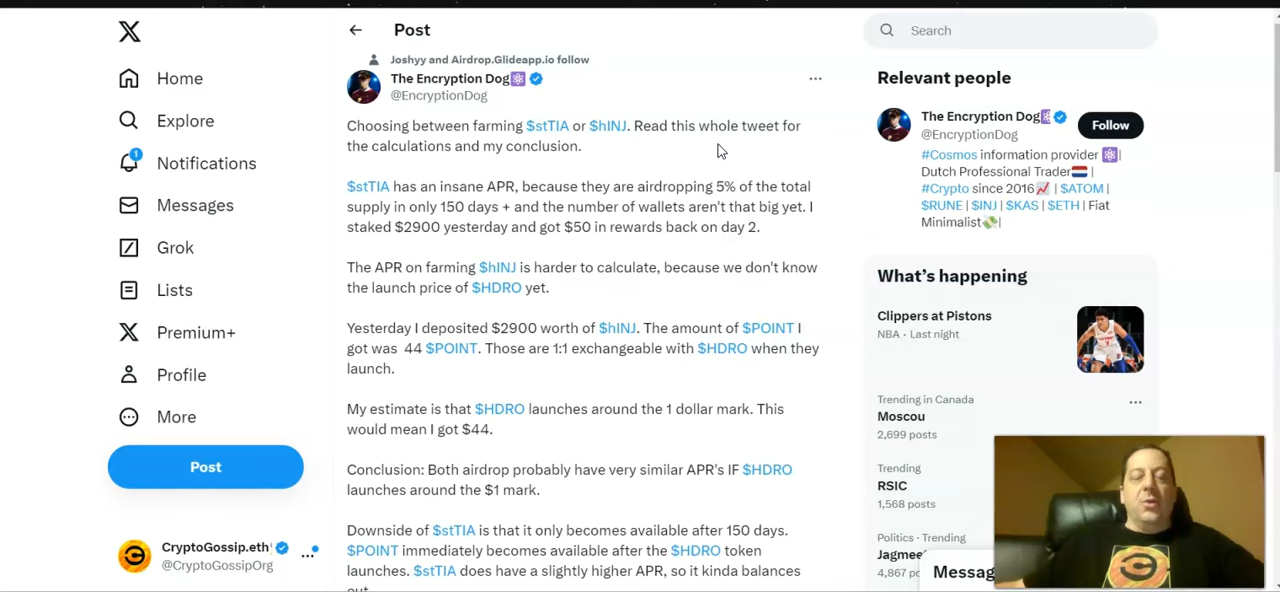 Home
Explore
1
Notifications
Messages
Grok
Lists
Premium+
Profile
More
Post
CryptoGossip.eth
@CryptoGossipOrg
Post
Joshyy and Airdrop.Glideapp.io follow
The Encryption Dog
@EncryptionDog
Choosing between farming $stTIA or $hINJ. Read this whole tweet for
the calculations and my conclusion.
$stTIA has an insane APR, because they are airdropping 5% of the total
supply in only 150 days + and the number of wallets aren't that big yet. I
staked $2900 yesterday and got $50 in rewards back on day 2.
The APR on farming $hINJ is harder to calculate, because we don't know
the launch price of $HDRO yet.
Yesterday I deposited $2900 worth of $hINJ. The amount of $POINT I
got was 44 $POINT. Those are 1:1 exchangeable with $HDRO when they
launch.
My estimate is that $HDRO launches around the 1 dollar mark. This
would mean I got $44.
Conclusion: Both airdrop probably have very similar APR's IF $HDRO
launches around the $1 mark.
Downside of $stTIA is that it only becomes available after 150 days.
$POINT immediately becomes available after the $HDRO token
launches. $stTIA does have a slightly higher APR, so it kinda balances
out.
Search
Relevant people
The Encryption Dog
@EncryptionDog
Follow
#Cosmos information provider |
Dutch Professional Trader |
#Crypto since 2016 | $ATOM |
$RUNE | $INJ | $KAS | $ETH | Fiat
Minimalist |
What's happening
Clippers at Pistons
NBA · Last night
Trending in Canada
Moscou
2,699 posts
Trending
RSIC
1,568 posts
Politics · Trending
Jagmee
4,867 po
Messag